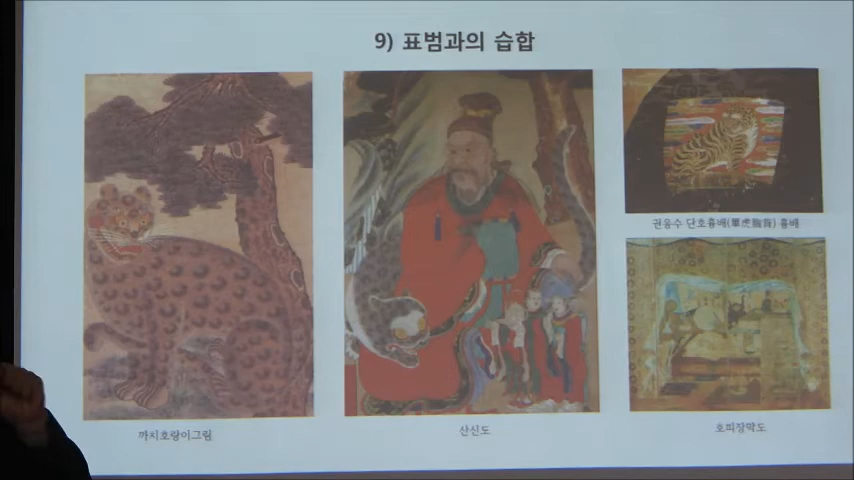 9) 표범과의 습합
권응수 단호흉배(單虎胸背) 흉배
까치호랑이그림
산신도
호피장막도